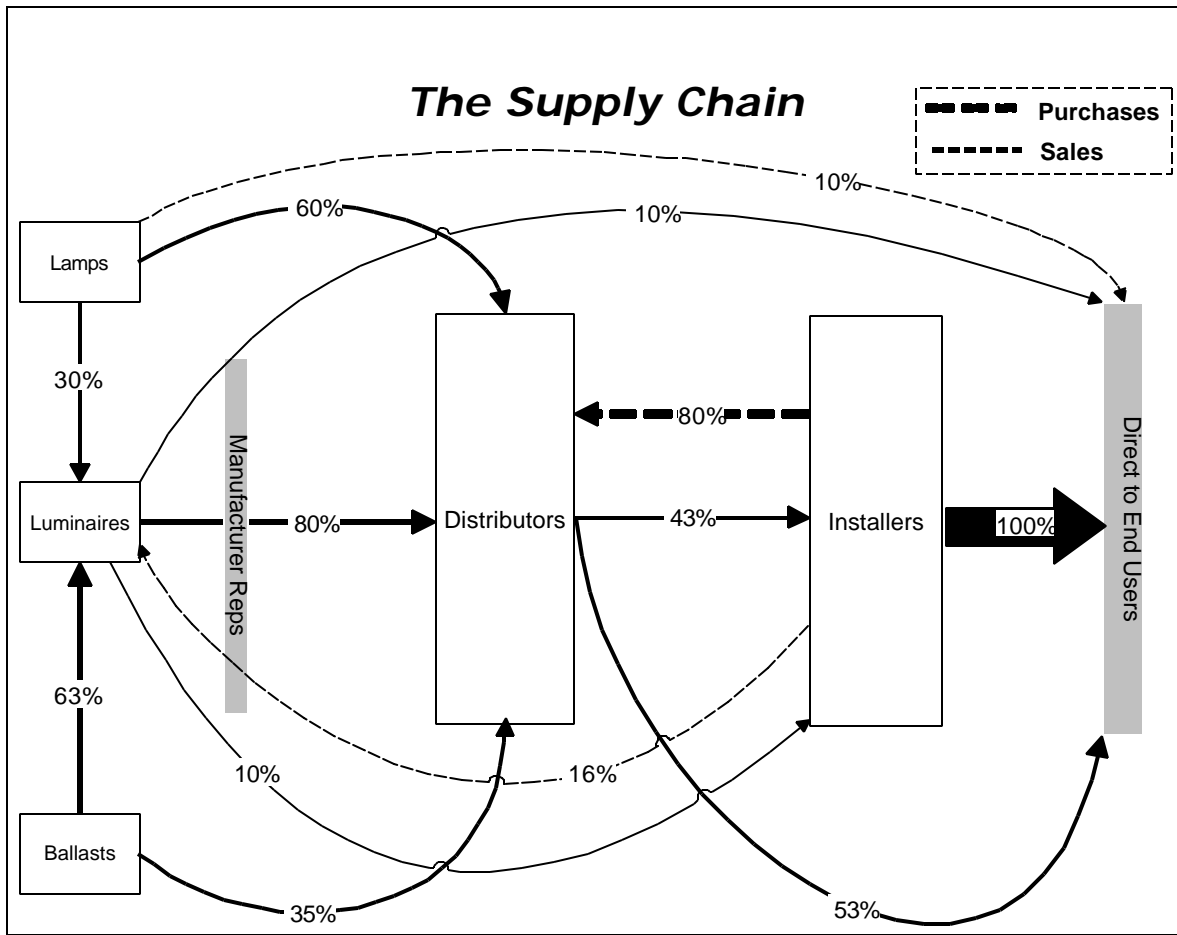 The Supply Chain
Purchases
Sales
10%
60%
10%
Lamps
30%
80%
Manufacturer Reps
Direct to End Users
Luminaires
80%
Distributors
43%
Installers
100%
63%
10%
16%
Ballasts
35%
53%